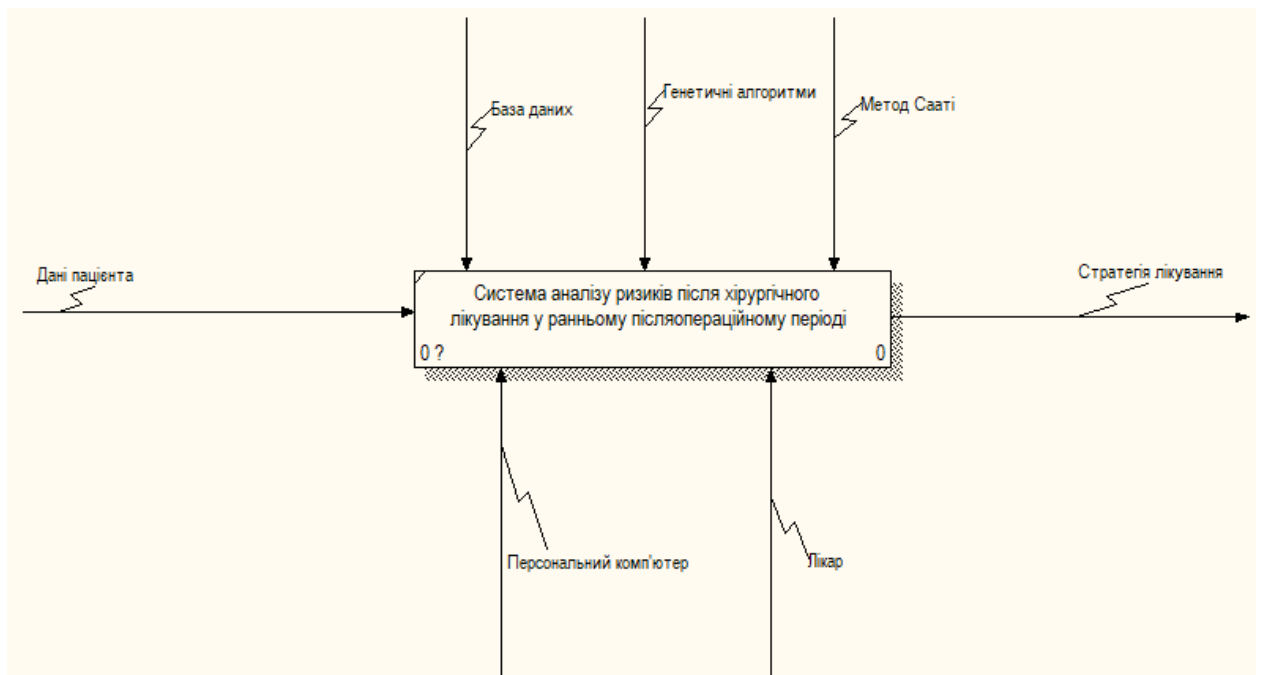 База даних
Генетичні алгоритми
Метод Сааті
Дані пацієнта
Система аналізу ризиків після хірургічного
лікування у ранньому післяопераційному періоді
0 ?
0
Стратегія лікування
Персональний комп'ютер
Лікар